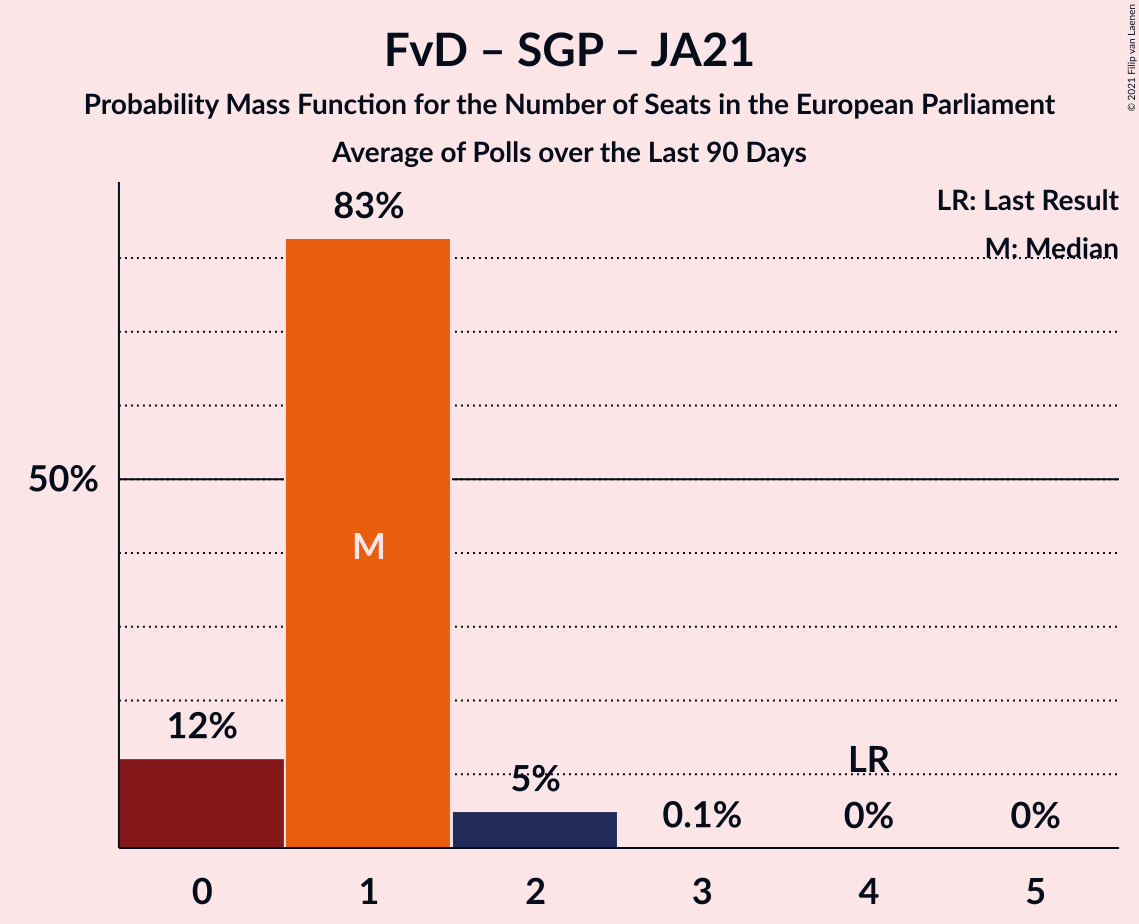 FvD – SGP – JA21
Probability Mass Function for the Number of Seats in the European Parliament
Average of Polls over the Last 90 Days
© 2021 Filip van Laenen
LR: Last Result
M: Median
83%
50%
M
12%
5%
0.1%
LR
0%
0%
0 1 2 3 4 5